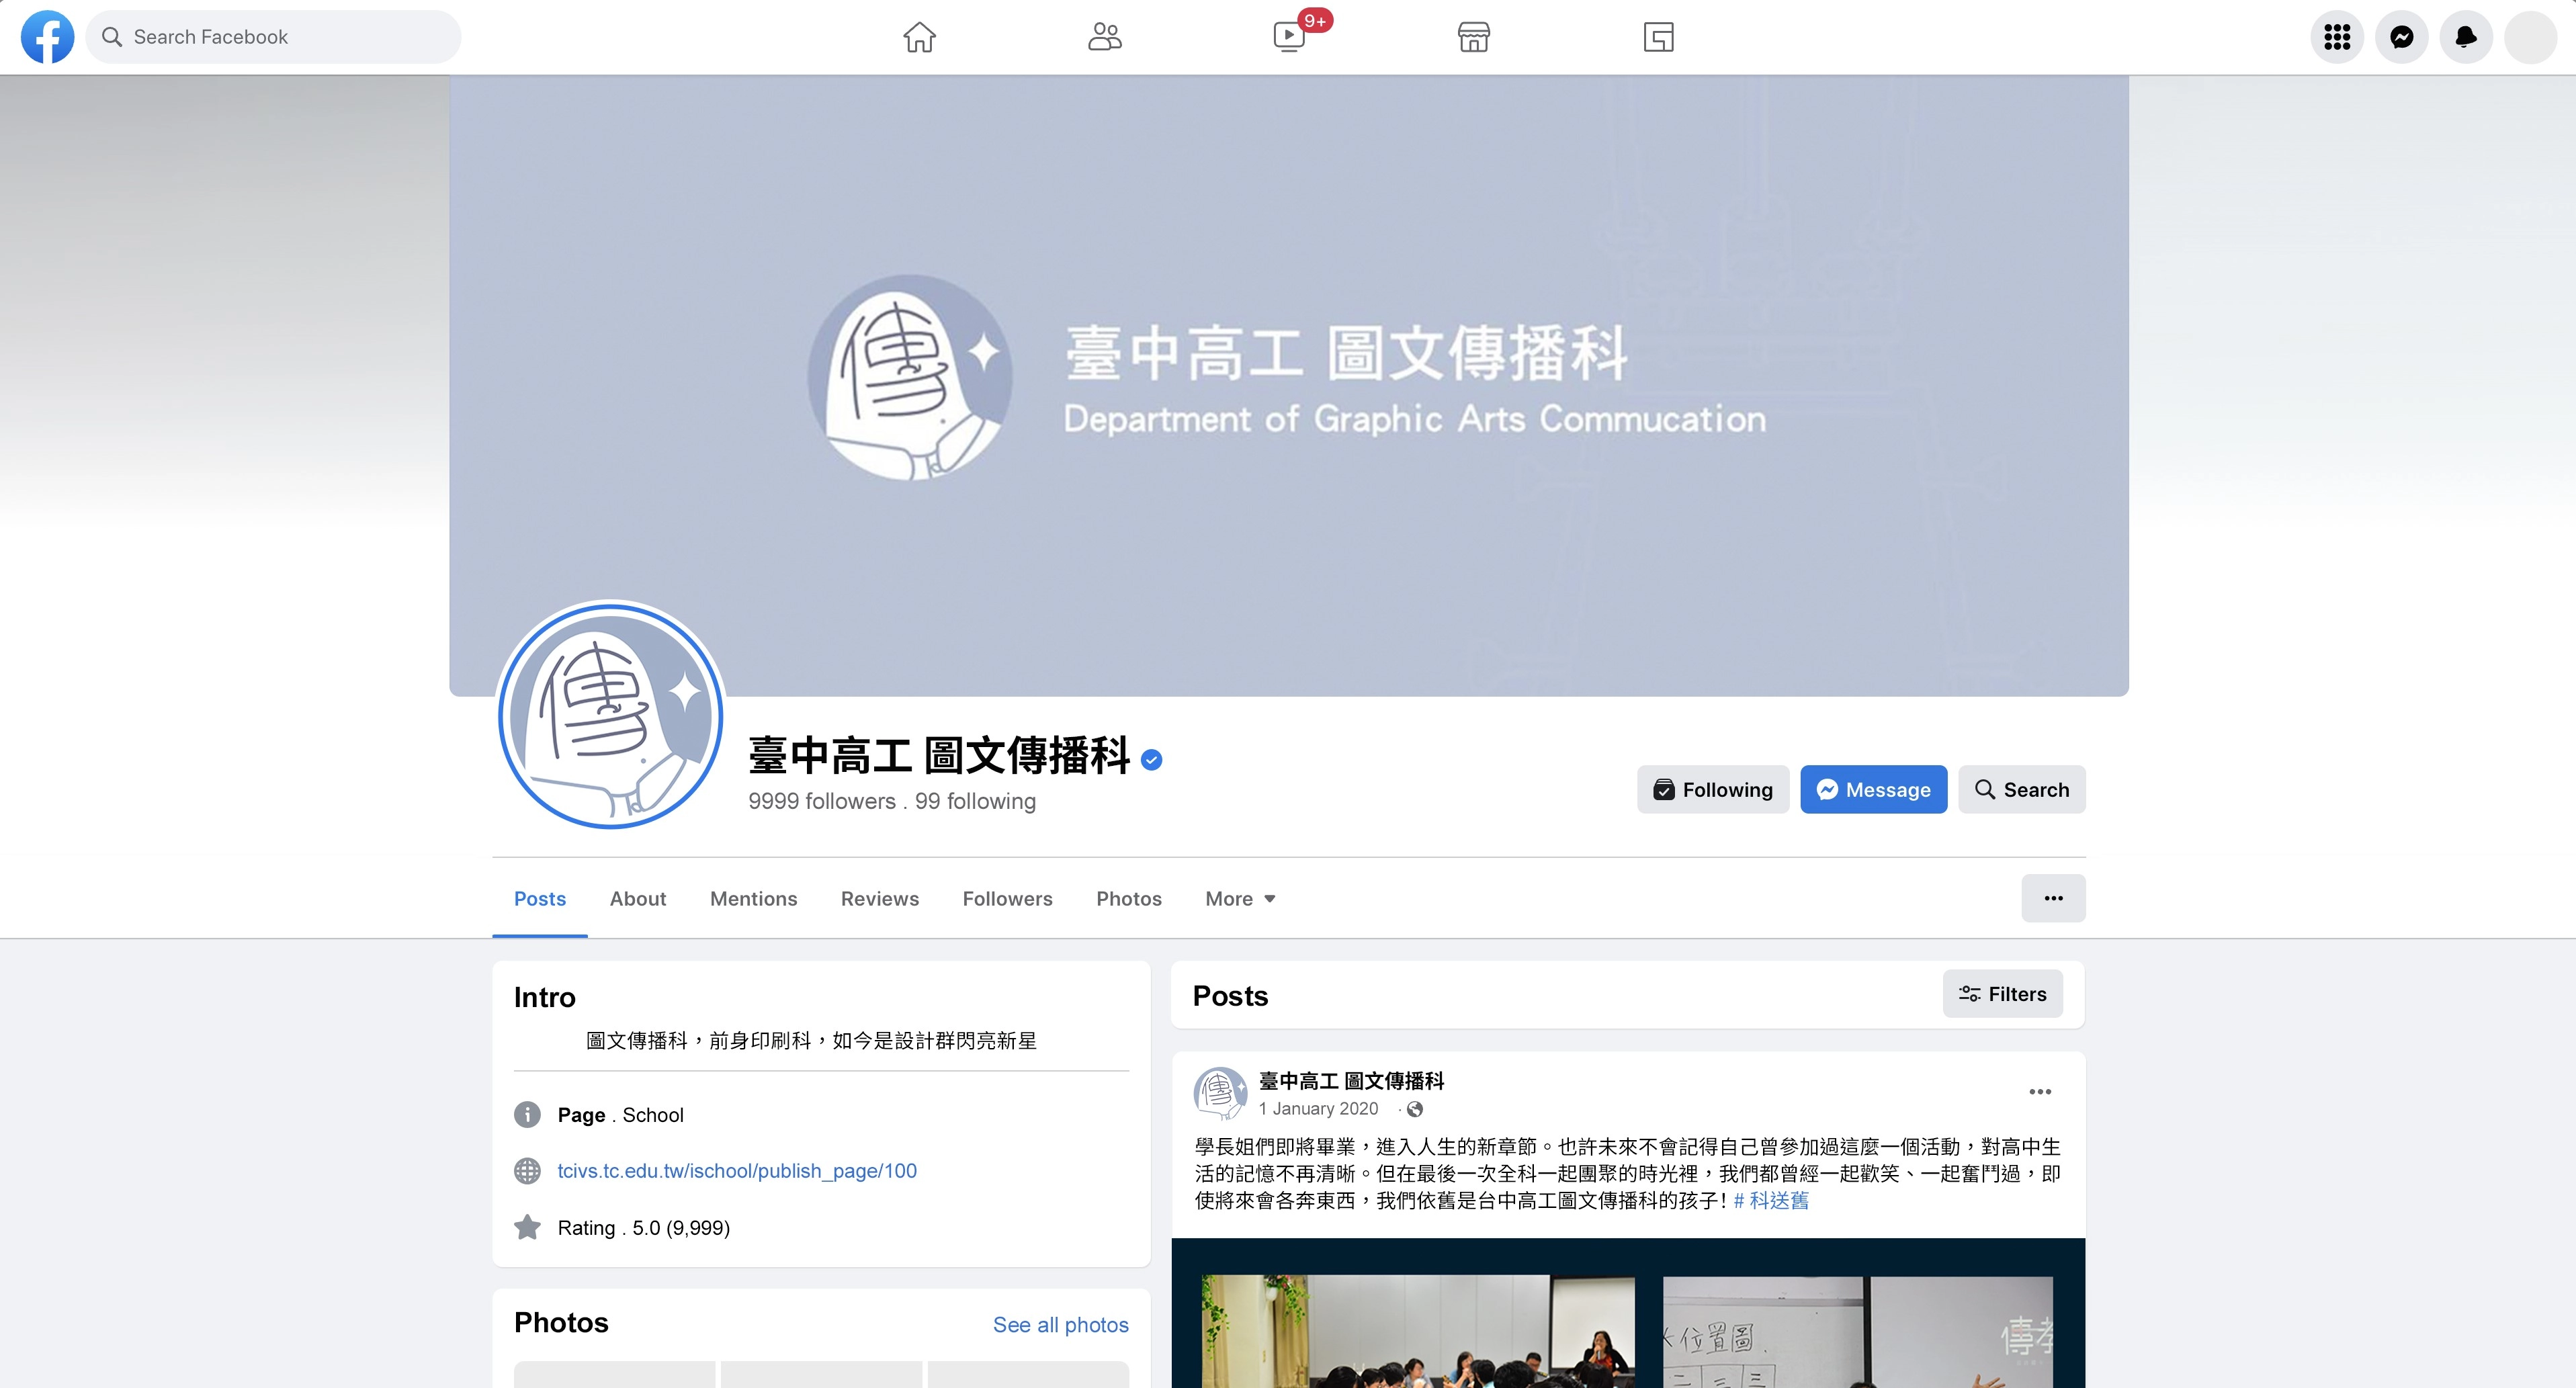 Search Facebook
9+
傳
臺中高工 圖文傳播科
Department of Graphic Arts Commucation
傳
臺中高工 圖文傳播科
9999 followers . 99 following
Following
Message
Search
Posts
About
Mentions
Reviews
Followers
Photos
More
Intro
圖文傳播科，前身印刷科，如今是設計群閃亮新星
Page . School
tcivs.tc.edu.tw/ischool/publish_page/100
Rating . 5.0 (9,999)
Photos
See all photos
Posts
Filters
臺中高工 圖文傳播科
1 January 2020
學長姐們即將畢業，進入人生的新章節。也許未來不會記得自己曾參加過這麼一個活動，對高中生
活的記憶不再清晰。但在最後一次全科一起團聚的時光裡，我們都曾經一起歡笑、一起奮鬥過，即
使將來會各奔東西，我們依舊是台中高工圖文傳播科的孩子! # 科送舊
位置圖
傳孝
二 三 三